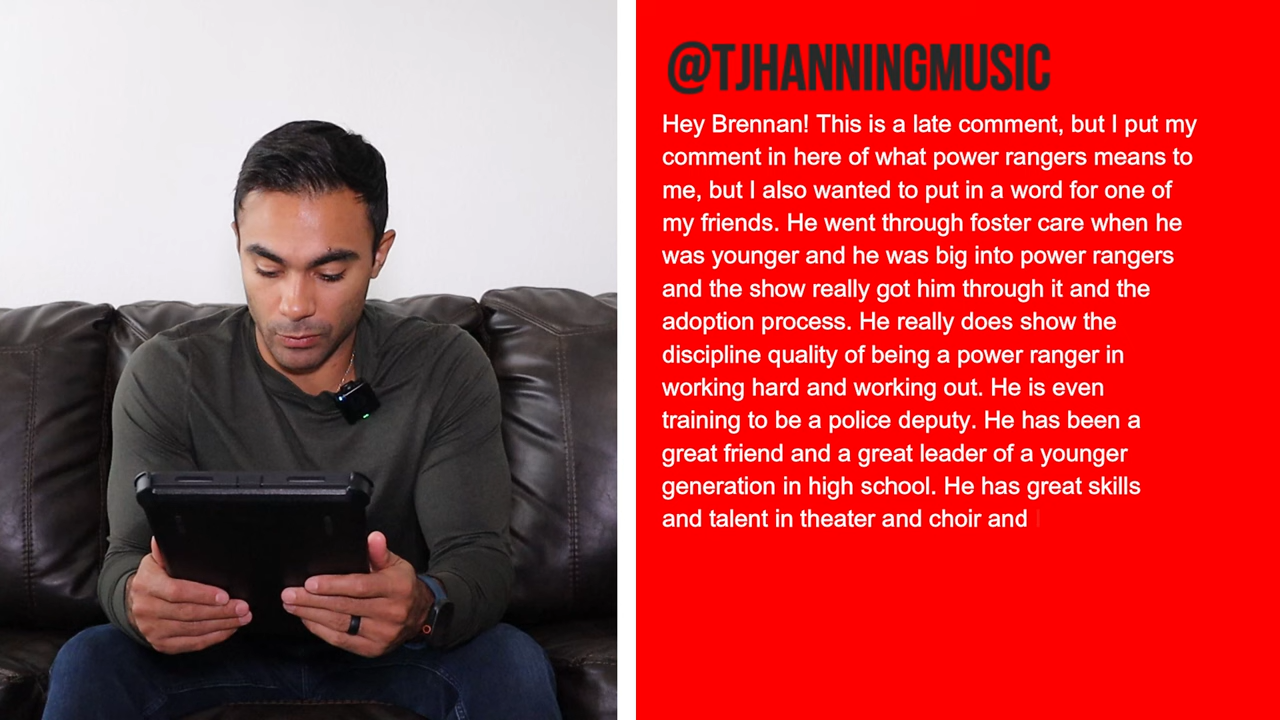 @TJHANNINGMUSIC
Hey Brennan! This is a late comment, but I put my
comment in here of what power rangers means to
me, but I also wanted to put in a word for one of
my friends. He went through foster care when he
was younger and he was big into power rangers
and the show really got him through it and the
adoption process. He really does show the
discipline quality of being a power ranger in
working hard and working out. He is even
training to be a police deputy. He has been a
great friend and a great leader of a younger
generation in high school. He has great skills
and talent in theater and choir and